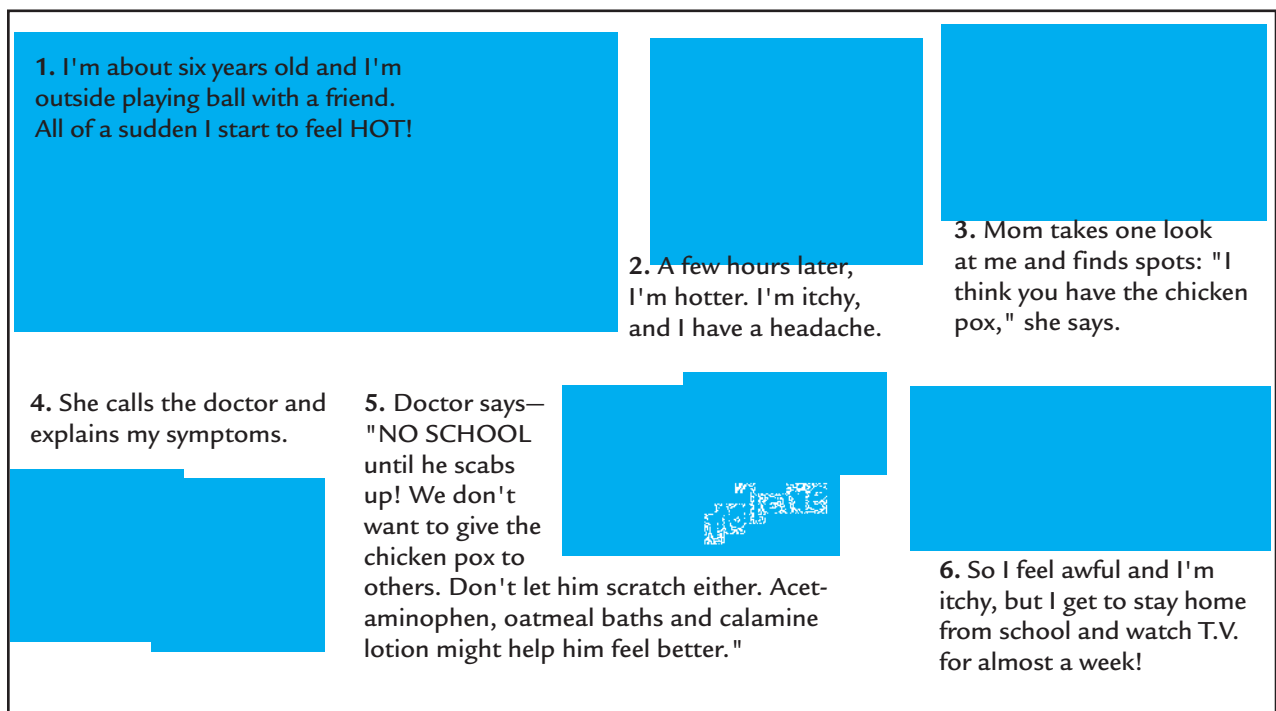 1. I'm about six years old and I'm
outside playing ball with a friend.
All of a sudden I start to feel HOT!
2. A few hours later,
I'm hotter. I'm itchy,
and I have a headache.
3. Mom takes one look
at me and finds spots: "I
think you have the chicken
pox," she says.
4. She calls the doctor and
explains my symptoms.
5. Doctor says—
"NO SCHOOL
until he scabs
up! We don't
want to give the
chicken pox to
others. Don't let him scratch either. Acet-
aminophen, oatmeal baths and calamine
lotion might help him feel better."
6. So I feel awful and I'm
itchy, but I get to stay home
from school and watch T.V.
for almost a week!